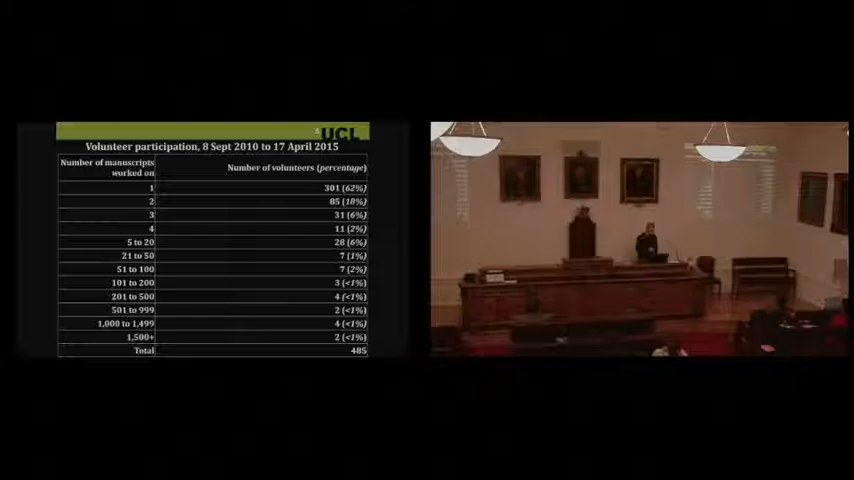 UCL
Volunteer participation, 8 Sept 2010 to 17 April 2015
Number of manuscripts worked on Number of volunteers (percentage)
1 301 (62%)
2 85 (18%)
3 31 (6%)
4 11 (2%)
5 to 20 28 (6%)
21 to 50 7 (1%)
51 to 100 7 (2%)
101 to 200 3 (<1%)
201 to 500 4 (<1%)
501 to 999 2 (<1%)
1,000 to 1,499 4 (<1%)
1,500+ 2 (<1%)
Total 485